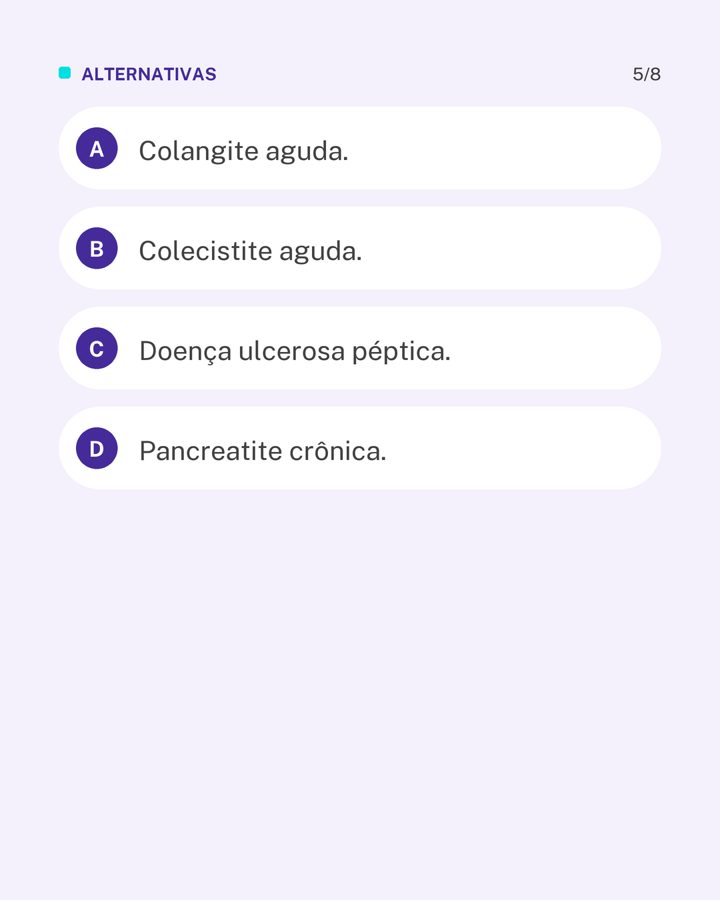 ALTERNATIVAS 5/8
A Colangite aguda.
B Colecistite aguda.
C Doença ulcerosa péptica.
D Pancreatite crônica.